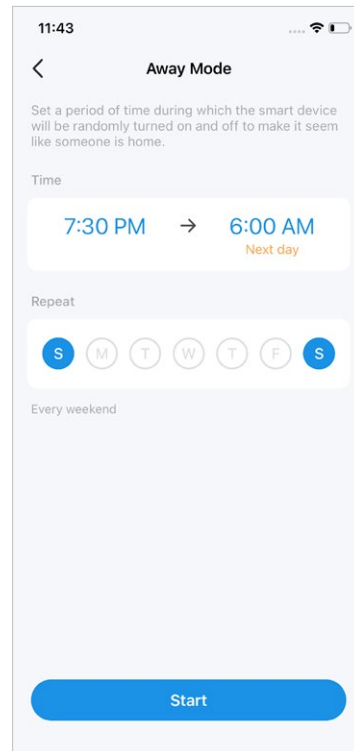 11:43
Away Mode
Set a period of time during which the smart device
will be randomly turned on and off to make it seem
like someone is home.
Time
7:30 PM → 6:00 AM
Next day
Repeat
S M T W T F S
Every weekend
Start